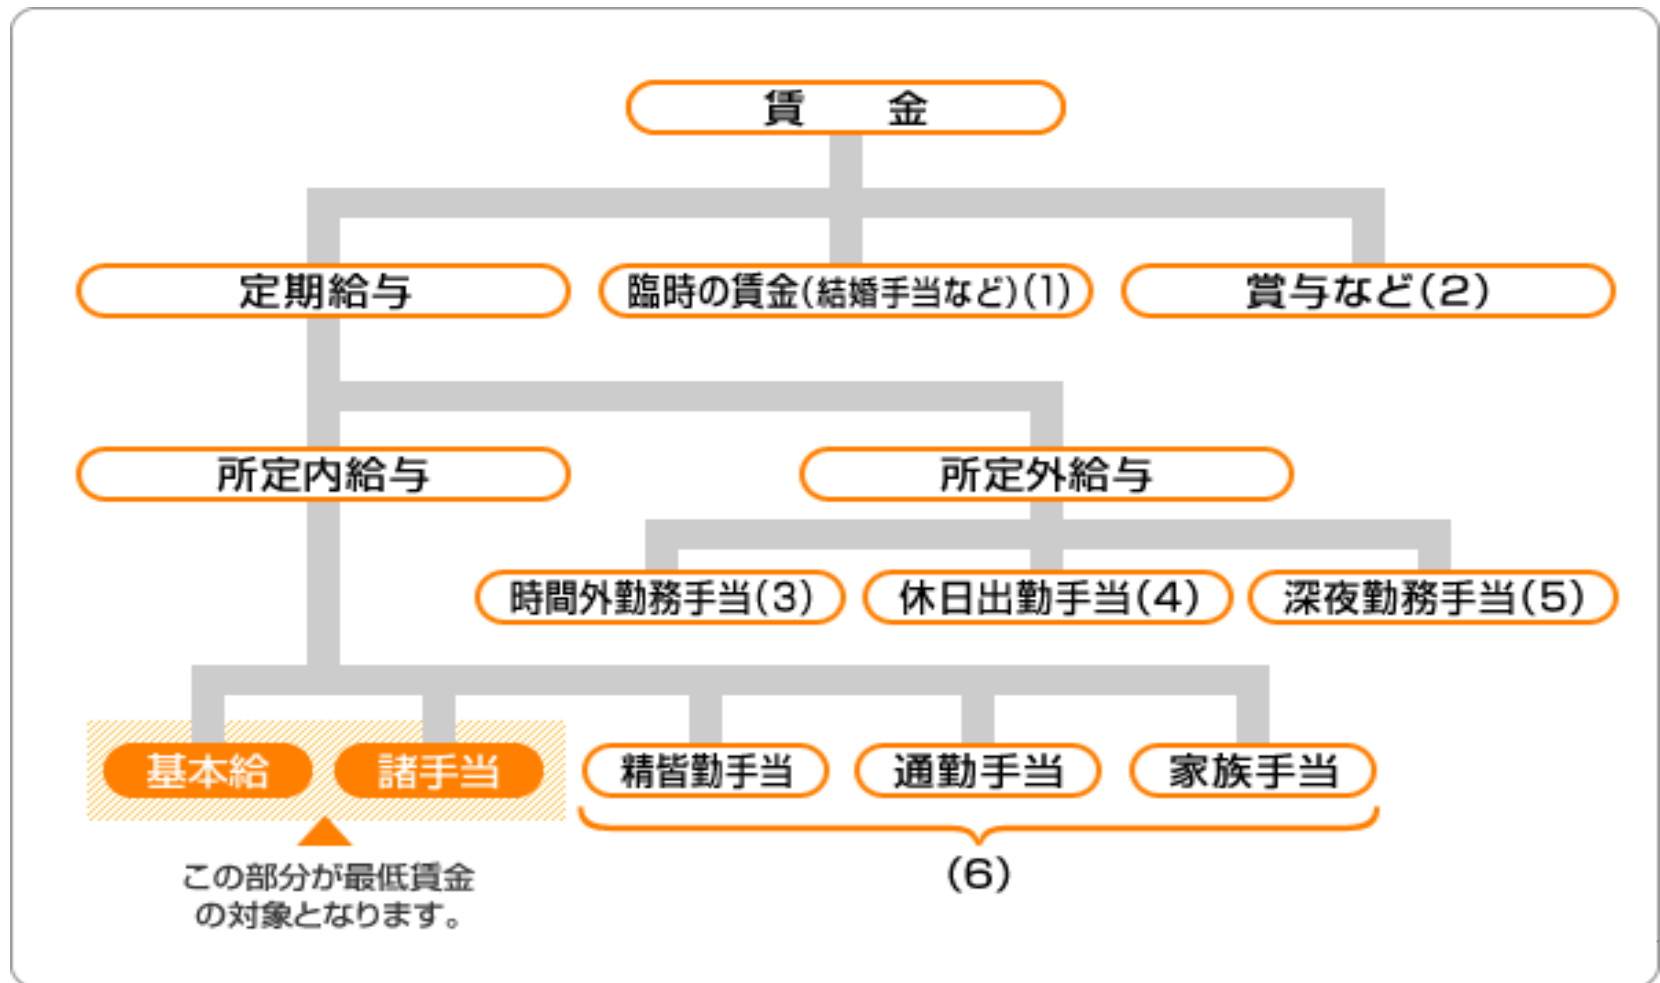 賃　金
定期給与
臨時の賃金(結婚手当など)(1)
賞与など(2)
所定内給与
所定外給与
時間外勤務手当(3)
休日出勤手当(4)
深夜勤務手当(5)
基本給
諸手当
精皆勤手当
通勤手当
家族手当
この部分が最低賃金
の対象となります。
(6)